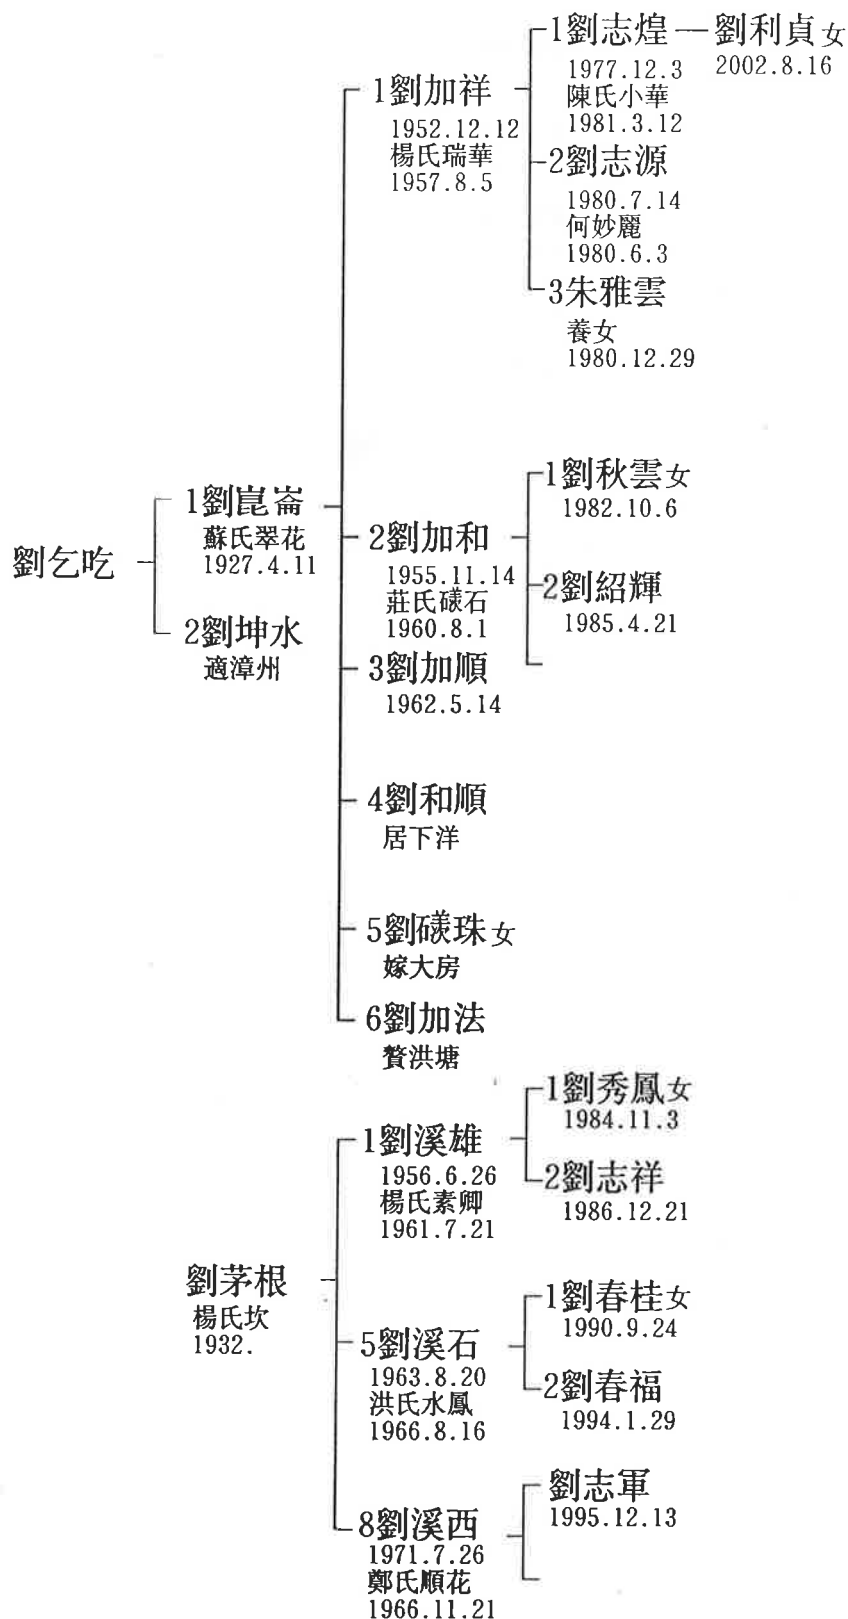 劉乞吃
1劉崑崙
蘇氏翠花
1927.4.11
2劉坤水
適漳州
1劉加祥
1952.12.12
楊氏瑞華
1957.8.5
1劉志煌
1977.12.3
陳氏小華
1981.3.12
劉利貞女
2002.8.16
2劉志源
1980.7.14
何妙麗
1980.6.3
3朱雅雲
養女
1980.12.29
2劉加和
1955.11.14
莊氏石
1960.8.1
1劉秋雲女
1982.10.6
2劉紹輝
1985.4.21
3劉加順
1962.5.14
4劉和順
居下洋
5劉珠女
嫁大房
6劉加法
贅洪塘
劉茅根
楊氏坎
1932.
1劉溪雄
1956.6.26
楊氏素卿
1961.7.21
1劉秀鳳女
1984.11.3
2劉志祥
1986.12.21
5劉溪石
1963.8.20
洪氏水鳳
1966.8.16
1劉春桂女
1990.9.24
2劉春福
1994.1.29
8劉溪西
1971.7.26
鄭氏順花
1966.11.21
劉志軍
1995.12.13